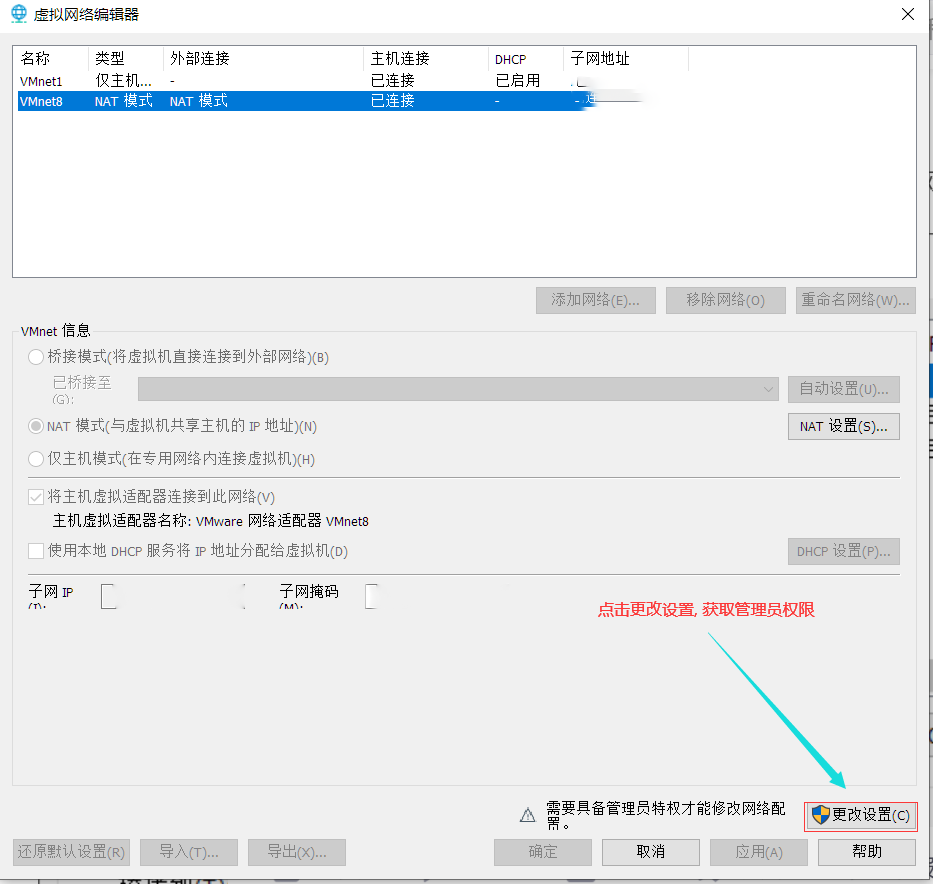 虚拟网络编辑器
名称 类型 外部连接 主机连接 DHCP 子网地址
VMnet1 仅主机... - 已连接 已启用
VMnet8 NAT 模式 NAT 模式 已连接 -
添加网络(E)... 移除网络(O) 重命名网络(W)...
VMnet 信息
桥接模式(将虚拟机直接连接到外部网络)(B)
已桥接至
(G):
自动设置(U)...
NAT 模式(与虚拟机共享主机的 IP 地址)(N)
NAT 设置(S)...
仅主机模式(在专用网络内连接虚拟机)(H)
将主机虚拟适配器连接到此网络(V)
主机虚拟适配器名称: VMware 网络适配器 VMnet8
使用本地 DHCP 服务将 IP 地址分配给虚拟机(D)
DHCP 设置(P)...
子网 IP
(I):
子网掩码
(M):
点击更改设置, 获取管理员权限
需要具备管理员特权才能修改网络配
置。
更改设置(C)
还原默认设置(R) 导入(T)... 导出(X)... 确定 取消 应用(A) 帮助